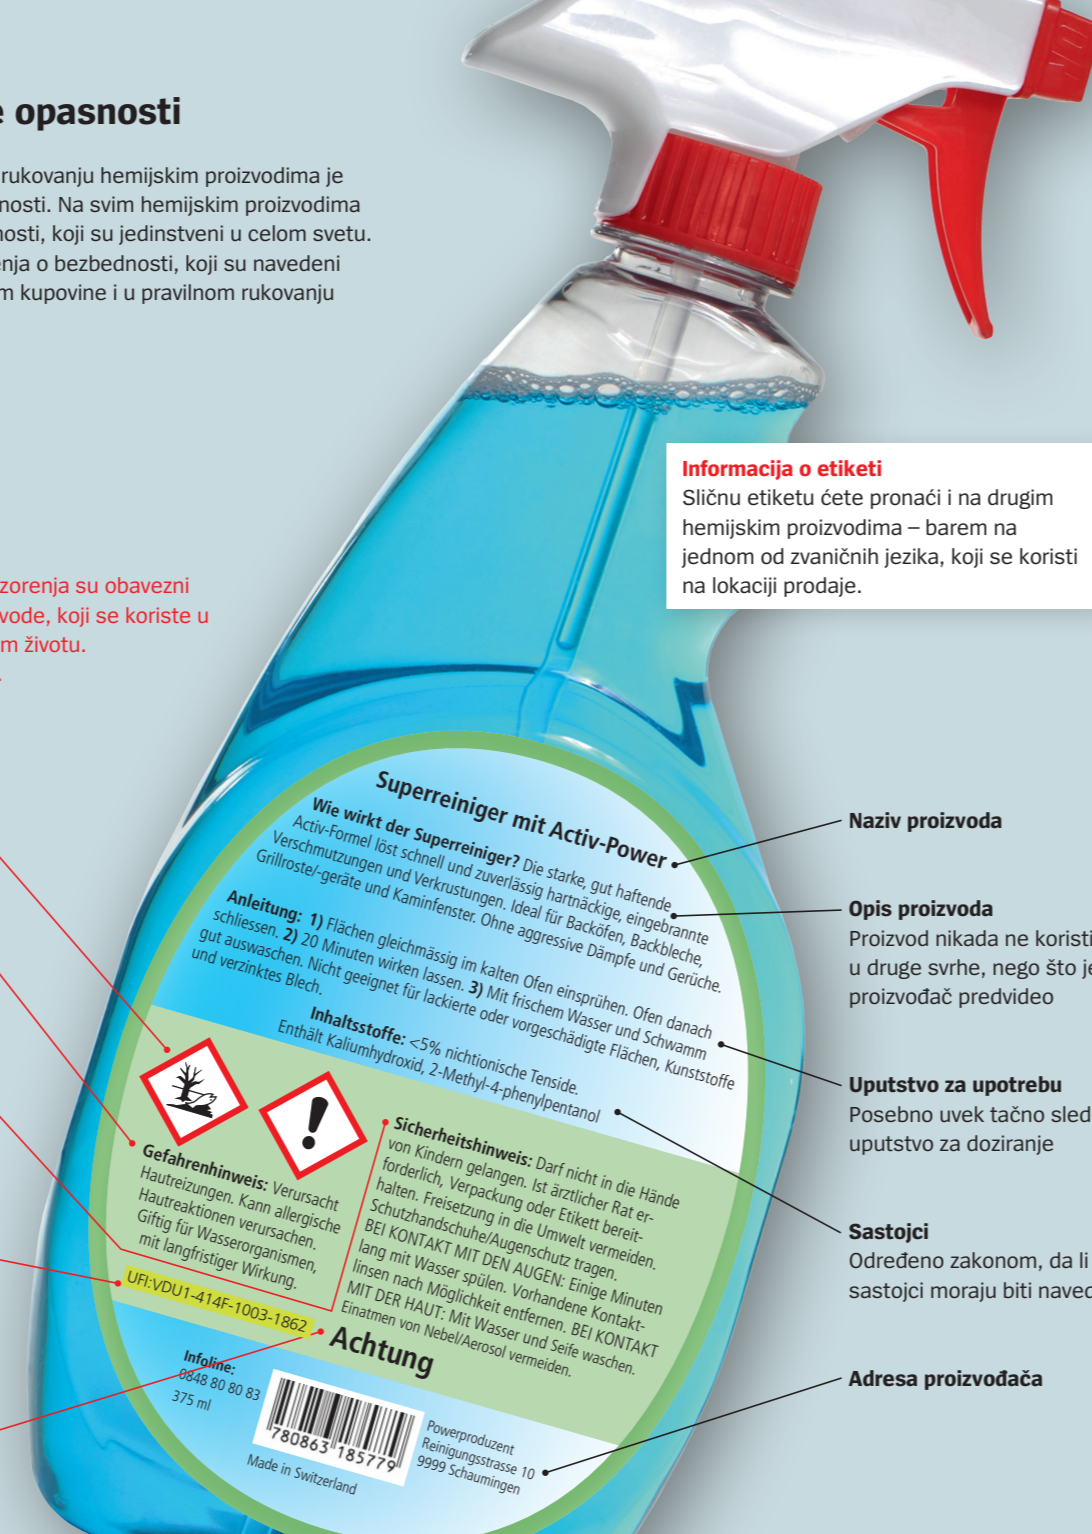 e opasnosti
rukovanju hemijskim proizvodima je
nosti. Na svim hemijskim proizvodima
nosti, koji su jedinstveni u celom svetu.
enja o bezbednosti, koji su navedeni
m kupovine i u pravilnom rukovanju
Informacija o etiketi
Sličnu etiketu ćete pronaći i na drugim
hemijskim proizvodima – barem na
jednom od zvaničnih jezika, koji se koristi
na lokaciji prodaje.
zorenja su obavezni
vode, koji se koriste u
m životu.
Superreiniger mit Activ-Power
Wie wirkt der Superreiniger? Die starke, gut haftende
Activ-Formel löst schnell und zuverlässig hartnäckige, eingebrannte
Verschmutzungen und Verkrustungen. Ideal für Backöfen, Backbleche,
Grillroste/-geräte und Kaminfenster. Ohne aggressive Dämpfe und Gerüche.
Anleitung: 1) Flächen gleichmässig im kalten Ofen einsprühen. Ofen danach
schliessen. 2) 20 Minuten wirken lassen. 3) Mit frischem Wasser und Schwamm
gut auswaschen. Nicht geeignet für lackierte oder vorgeschädigte Flächen, Kunststoffe
und verzinktes Blech.
Inhaltsstoffe: <5% nichtionische Tenside.
Enthält Kaliumhydroxid, 2-Methyl-4-phenylpentanol
Gefahrenhinweis: Verursacht
Hautreizungen. Kann allergische
Hautreaktionen verursachen.
Giftig für Wasserorganismen,
mit langfristiger Wirkung.
UFI:VDU1-414F-1003-1862
Sicherheitshinweis: Darf nicht in die Hände
von Kindern gelangen. Ist ärztlicher Rat er-
forderlich, Verpackung oder Etikett bereit-
halten. Freisetzung in die Umwelt vermeiden.
Schutzhandschuhe/Augenschutz tragen.
BEI KONTAKT MIT DEN AUGEN: Einige Minuten
lang mit Wasser spülen. Vorhandene Kontakt-
linsen nach Möglichkeit entfernen. BEI KONTAKT
MIT DER HAUT: Mit Wasser und Seife waschen.
Einatmen von Nebel/Aerosol vermeiden.
Achtung
Infoline:
0848 80 80 83
375 ml
780863 185779
Made in Switzerland
Powerproduzent
Reinigungsstrasse 10
9999 Schaumingen
Naziv proizvoda
Opis proizvoda
Proizvod nikada ne koristi
u druge svrhe, nego što je
proizvođač predvideo
Uputstvo za upotrebu
Posebno uvek tačno sled
uputstvo za doziranje
Sastojci
Određeno zakonom, da li
sastojci moraju biti naved
Adresa proizvođača